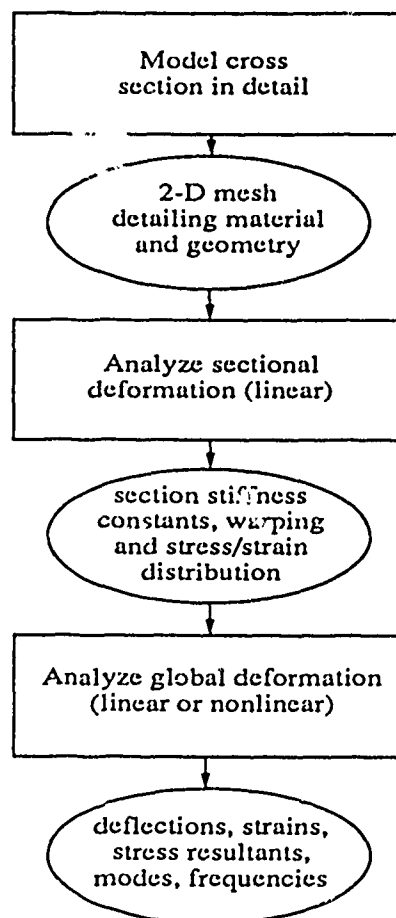 Model cross
section in detail
2-D mesh
detailing material
and geometry
Analyze sectional
deformation (linear)
section stiffness
constants, warping
and stress/strain
distribution
Analyze global deformation
(linear or nonlinear)
deflections, strains,
stress resultants,
modes, frequencies